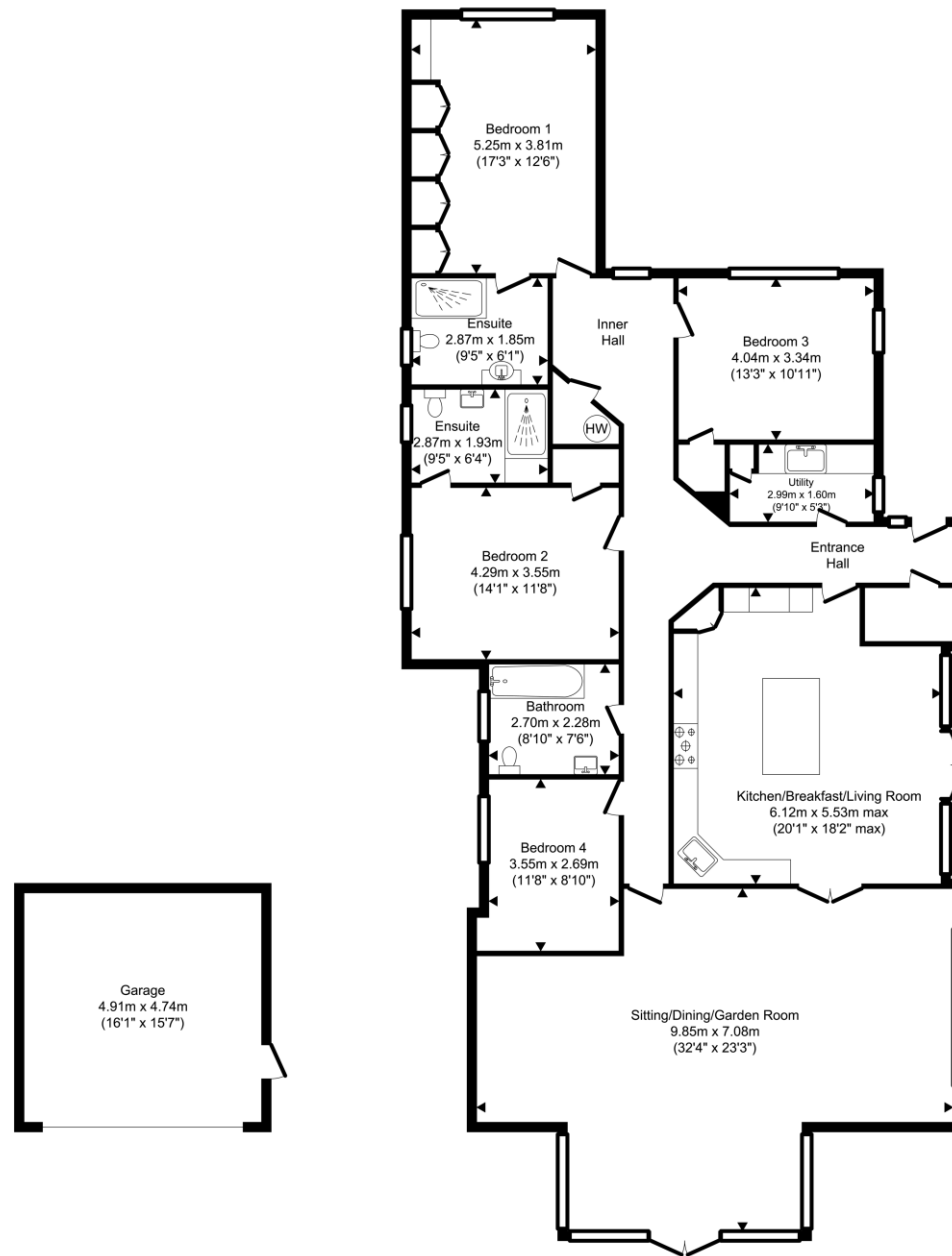 Bedroom 1
5.25m x 3.81m
(17'3" x 12'6")
Ensuite
2.87m x 1.85m
(9'5" x 6'1")
Inner
Hall
Bedroom 3
4.04m x 3.34m
(13'3" x 10'11")
Ensuite
2.87m x 1.93m
(9'5" x 6'4")
HW
Utility
2.99m x 1.60m
(9'10" x 5'3")
Bedroom 2
4.29m x 3.55m
(14'1" x 11'8")
Entrance
Hall
Bathroom
2.70m x 2.28m
(8'10" x 7'6")
Kitchen/Breakfast/Living Room
6.12m x 5.53m max
(20'1" x 18'2" max)
Bedroom 4
3.55m x 2.69m
(11'8" x 8'10")
Garage
4.91m x 4.74m
(16'1" x 15'7")
Sitting/Dining/Garden Room
9.85m x 7.08m
(32'4" x 23'3")